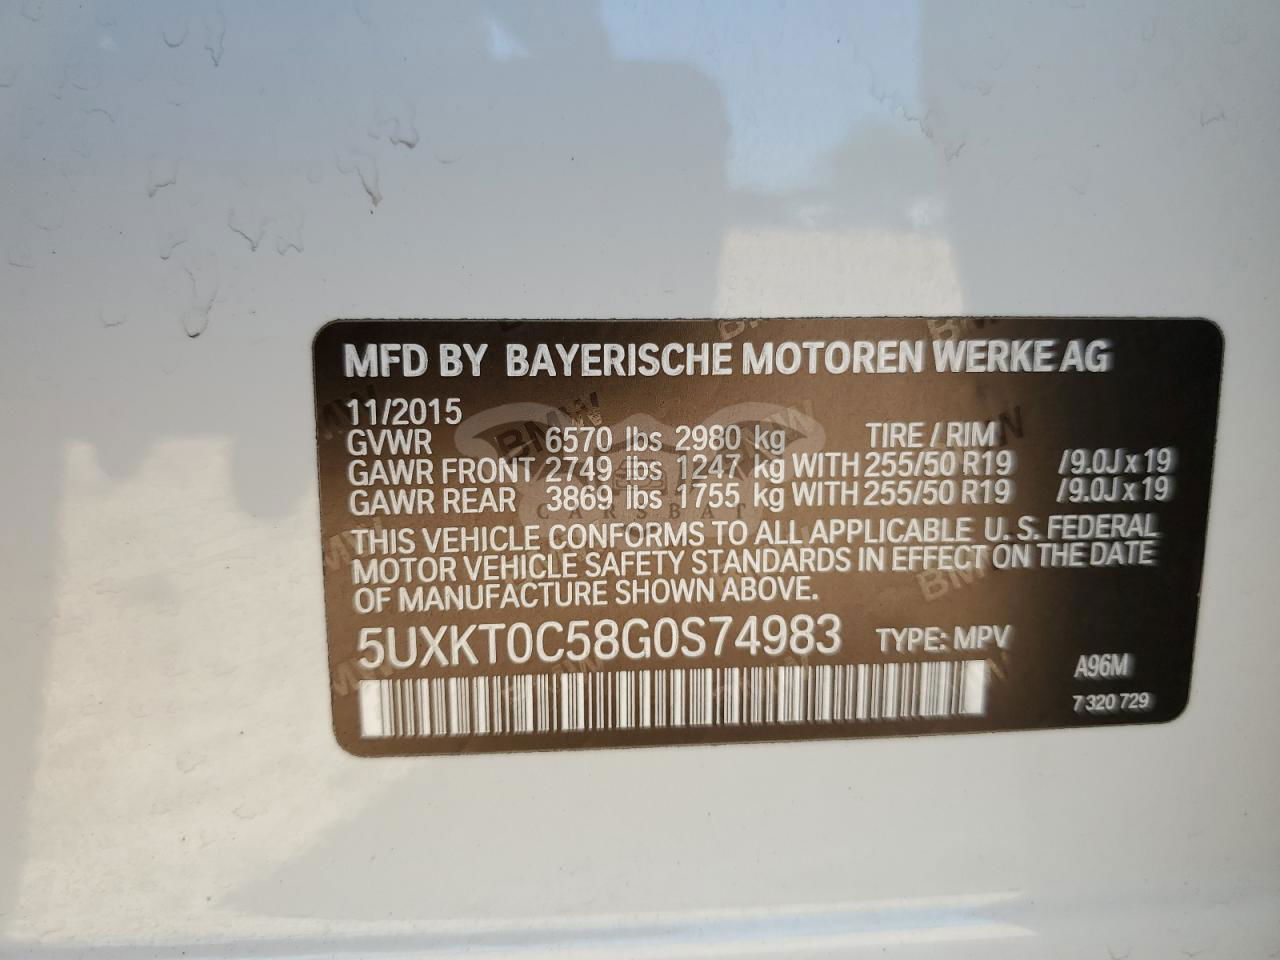 MFD BY BAYERISCHE MOTOREN WERKE AG
11/2015
GVWR 6570 lbs 2980 kg TIRE / RIM
GAWR FRONT 2749 lbs 1247 kg WITH 255/50 R19 /9.0J x 19
GAWR REAR 3869 lbs 1755 kg WITH 255/50 R19 /9.0J x 19
CARSBAT
THIS VEHICLE CONFORMS TO ALL APPLICABLE U. S. FEDERAL
MOTOR VEHICLE SAFETY STANDARDS IN EFFECT ON THE DATE
OF MANUFACTURE SHOWN ABOVE.
5UXKT0C58G0S74983 TYPE: MPV
A96M
7 320 729